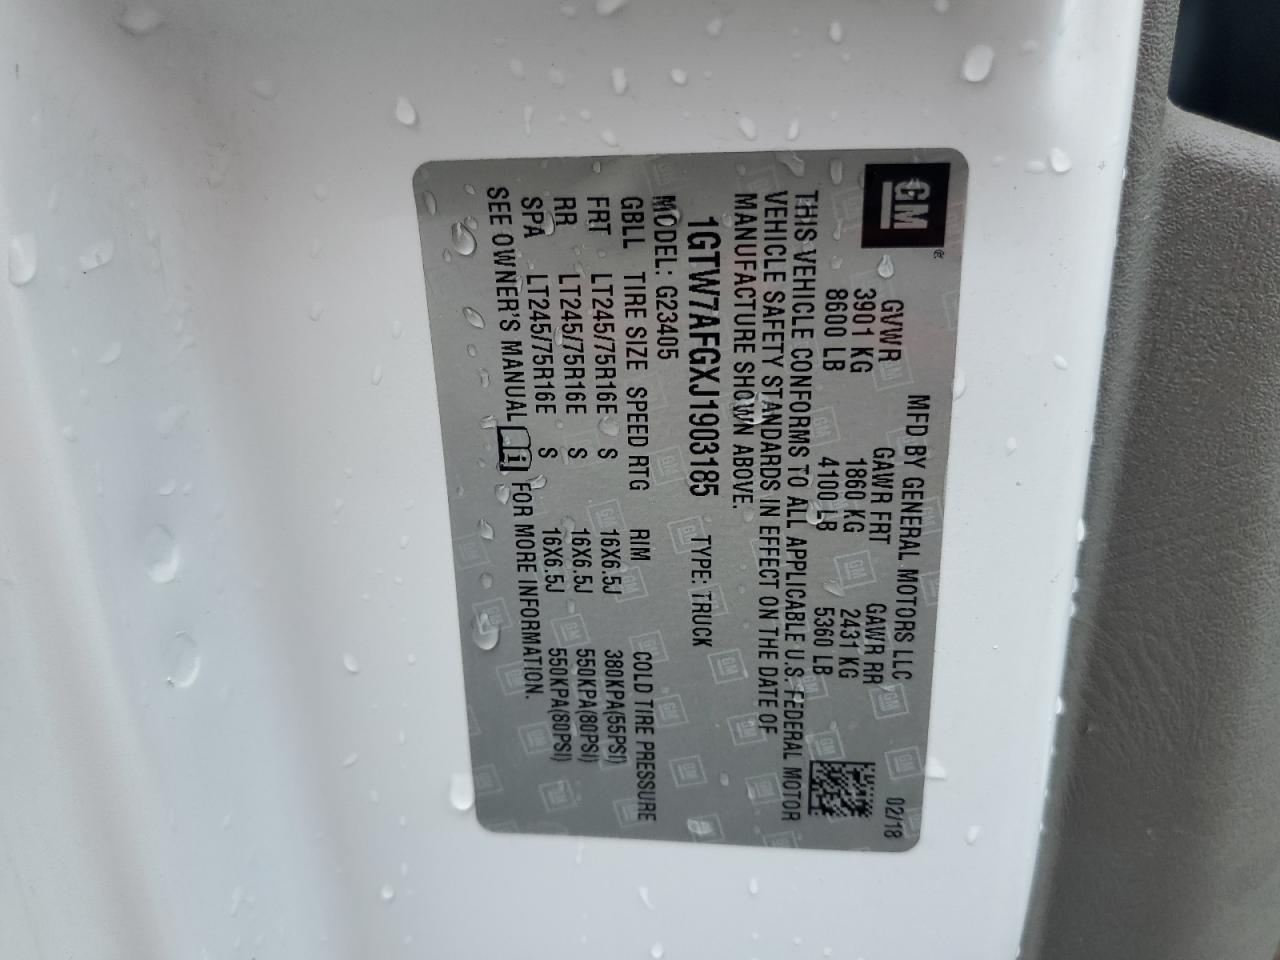 GM ®
MFD BY GENERAL MOTORS LLC 02/18
GVWR GAWR FRT GAWR RR
3901 KG 1860 KG 2431 KG
8600 LB 4100 LB 5360 LB
THIS VEHICLE CONFORMS TO ALL APPLICABLE U.S. FEDERAL MOTOR
VEHICLE SAFETY STANDARDS IN EFFECT ON THE DATE OF
MANUFACTURE SHOWN ABOVE.
1GTW7AFGXJ1903185 TYPE: TRUCK
MODEL: G23405
GBLL TIRE SIZE SPEED RTG RIM COLD TIRE PRESSURE
FRT LT245/75R16E S 16X6.5J 380KPA(55PSI)
RR LT245/75R16E S 16X6.5J 550KPA(80PSI)
SPA LT245/75R16E S 16X6.5J 550KPA(80PSI)
SEE OWNER'S MANUAL i FOR MORE INFORMATION.